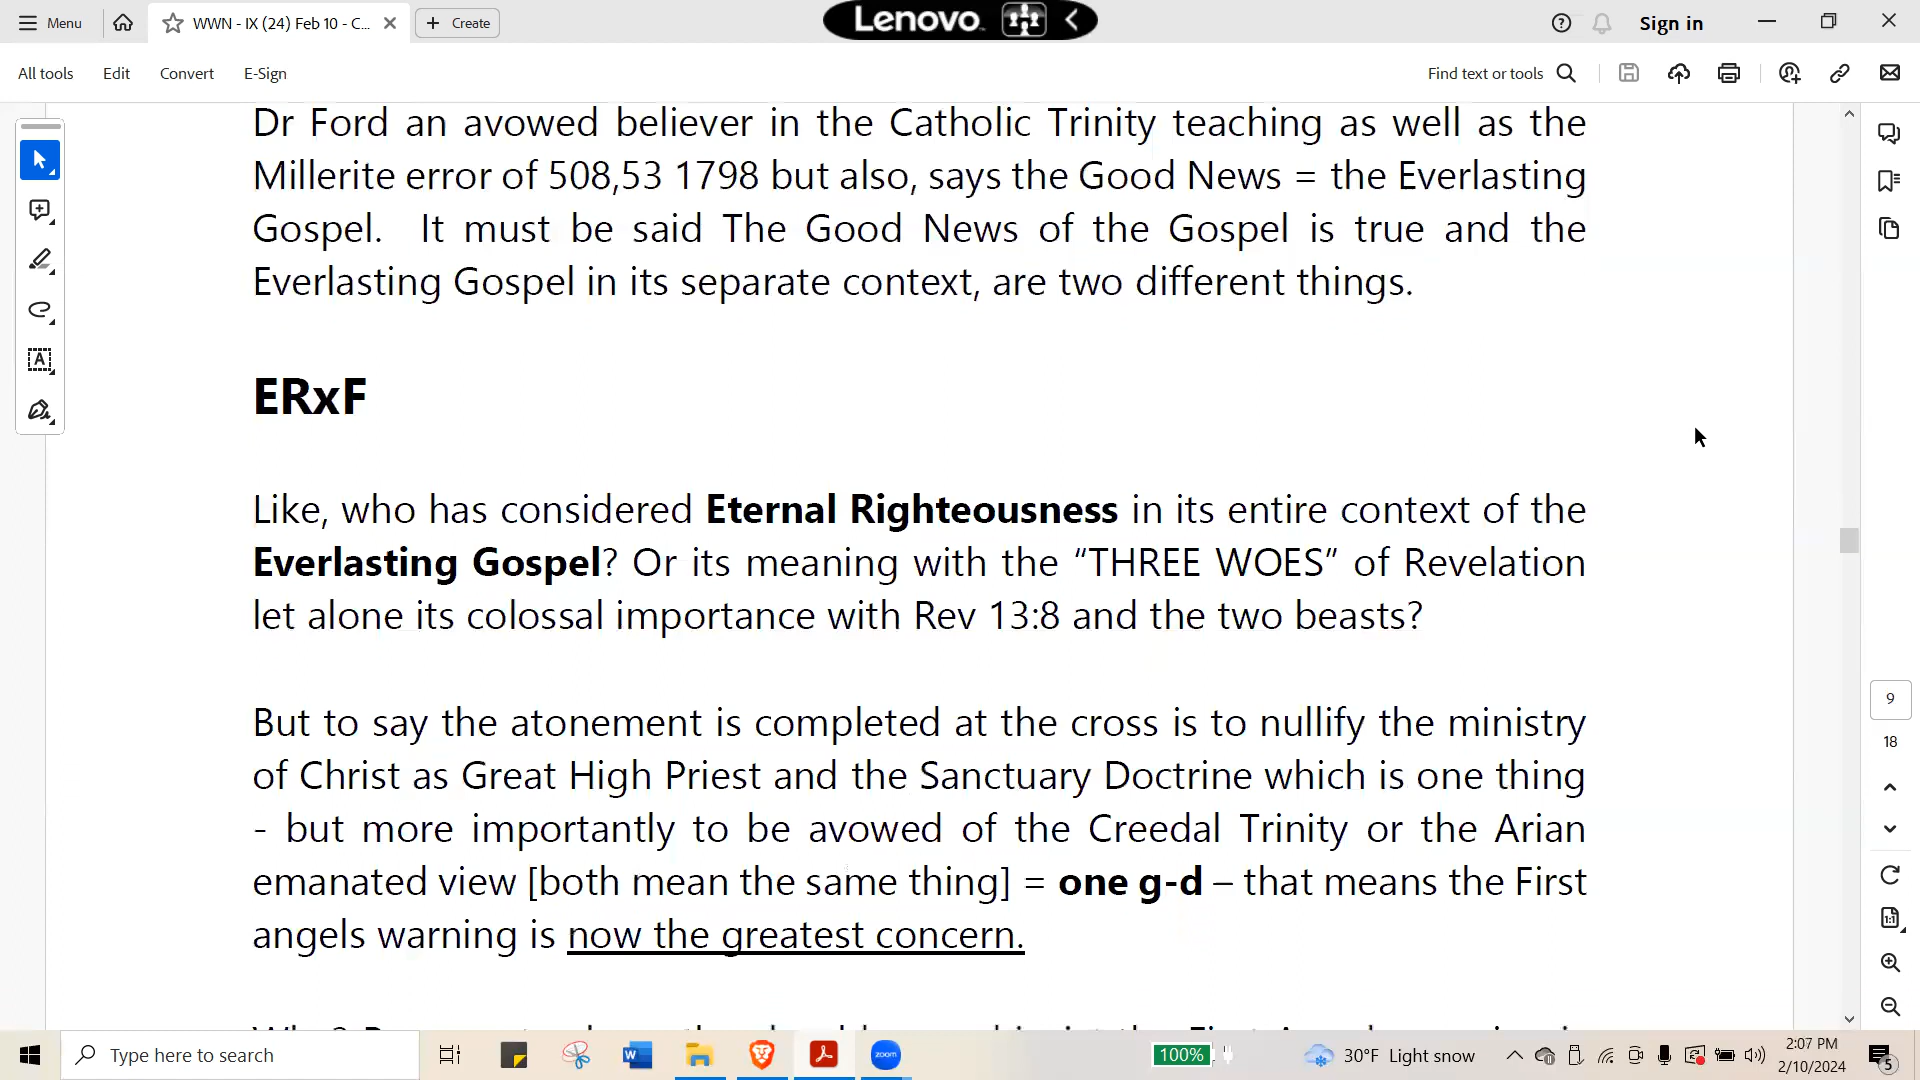 Menu
WWN - IX (24) Feb 10 - C...
Create
Lenovo
Sign in
All tools
Edit
Convert
E-Sign
Find text or tools
Dr Ford an avowed believer in the Catholic Trinity teaching as well as the
Millerite error of 508,53 1798 but also, says the Good News = the Everlasting
Gospel. It must be said The Good News of the Gospel is true and the
Everlasting Gospel in its separate context, are two different things.
ERxF
Like, who has considered Eternal Righteousness in its entire context of the
Everlasting Gospel? Or its meaning with the “THREE WOES” of Revelation
let alone its colossal importance with Rev 13:8 and the two beasts?
But to say the atonement is completed at the cross is to nullify the ministry
of Christ as Great High Priest and the Sanctuary Doctrine which is one thing
- but more importantly to be avowed of the Creedal Trinity or the Arian
emanated view [both mean the same thing] = one g-d – that means the First
angels warning is now the greatest concern.
9
18
Type here to search
zoom
100%
30°F Light snow
2:07 PM
2/10/2024
5